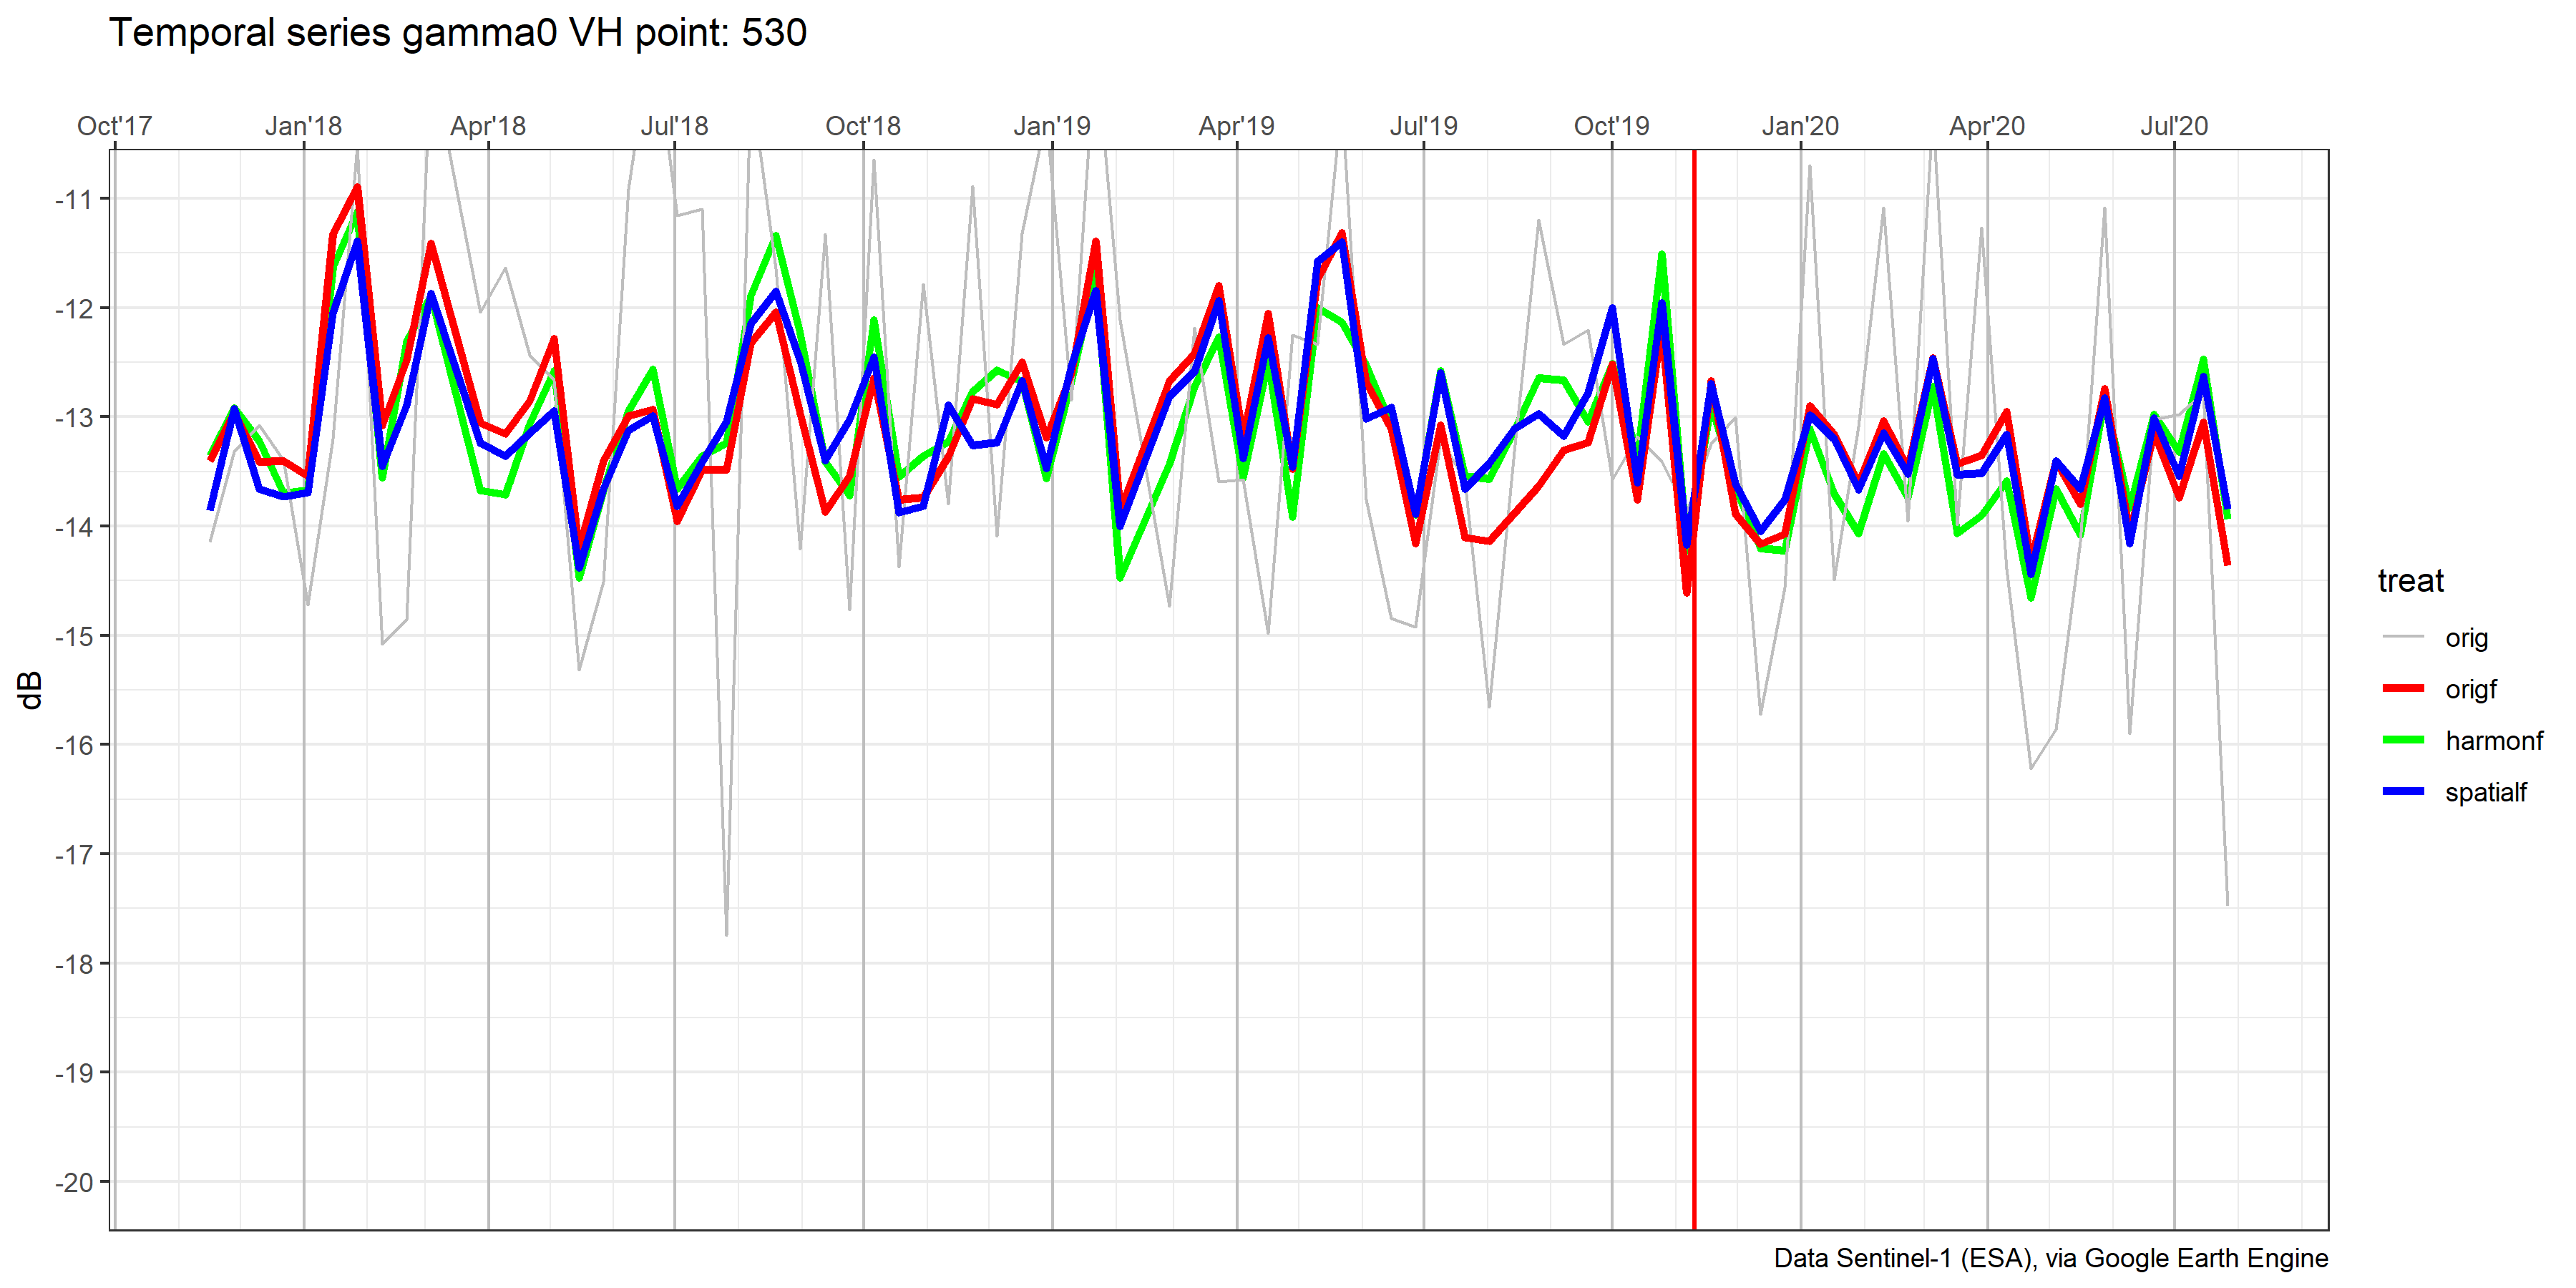 Temporal series gamma0 VH point: 530
Oct'17 Jan'18 Apr'18 Jul'18 Oct'18 Jan'19 Apr'19 Jul'19 Oct'19 Jan'20 Apr'20 Jul'20
-11
-12
-13
-14
-15
-16
-17
-18
-19
-20
dB
treat
orig
origf
harmonf
spatialf
Data Sentinel-1 (ESA), via Google Earth Engine